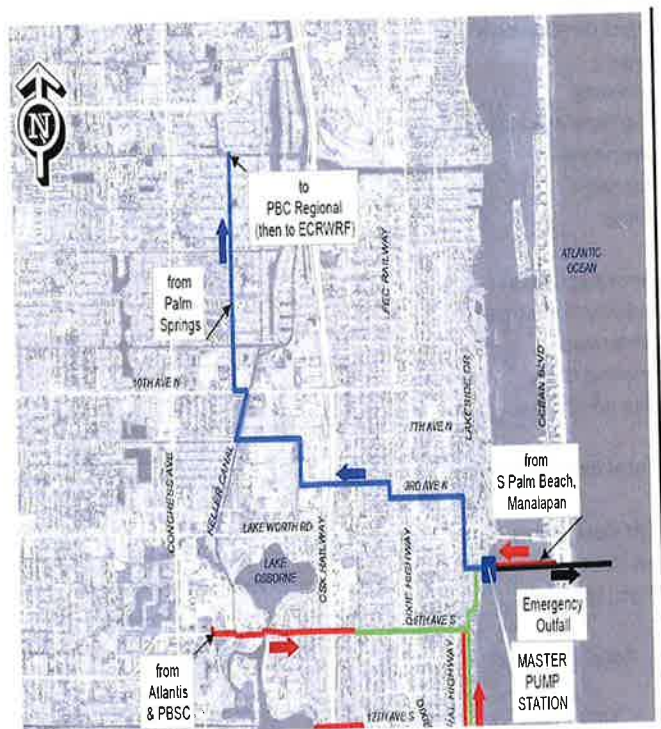 N
to
PBC Regional
(then to ECRWRF)
from
Palm
Springs
FEC RAILWAY
ATLANTIC
OCEAN
10TH AVE N
LAKESIDE DR
OCEAN BLVD
7TH AVE N
from
S Palm Beach,
Manalapan
CONGRESS AVE
KELLER CANAL
3RD AVE N
LAKE WORTH RD
LAKE
OSBORNE
CSX RAILWAY
DIXIE HIGHWAY
6TH AVE S
Emergency
Outfall
from
Atlantis
& PBSC
MASTER
PUMP
STATION
12TH AVE S
HIGHWAY